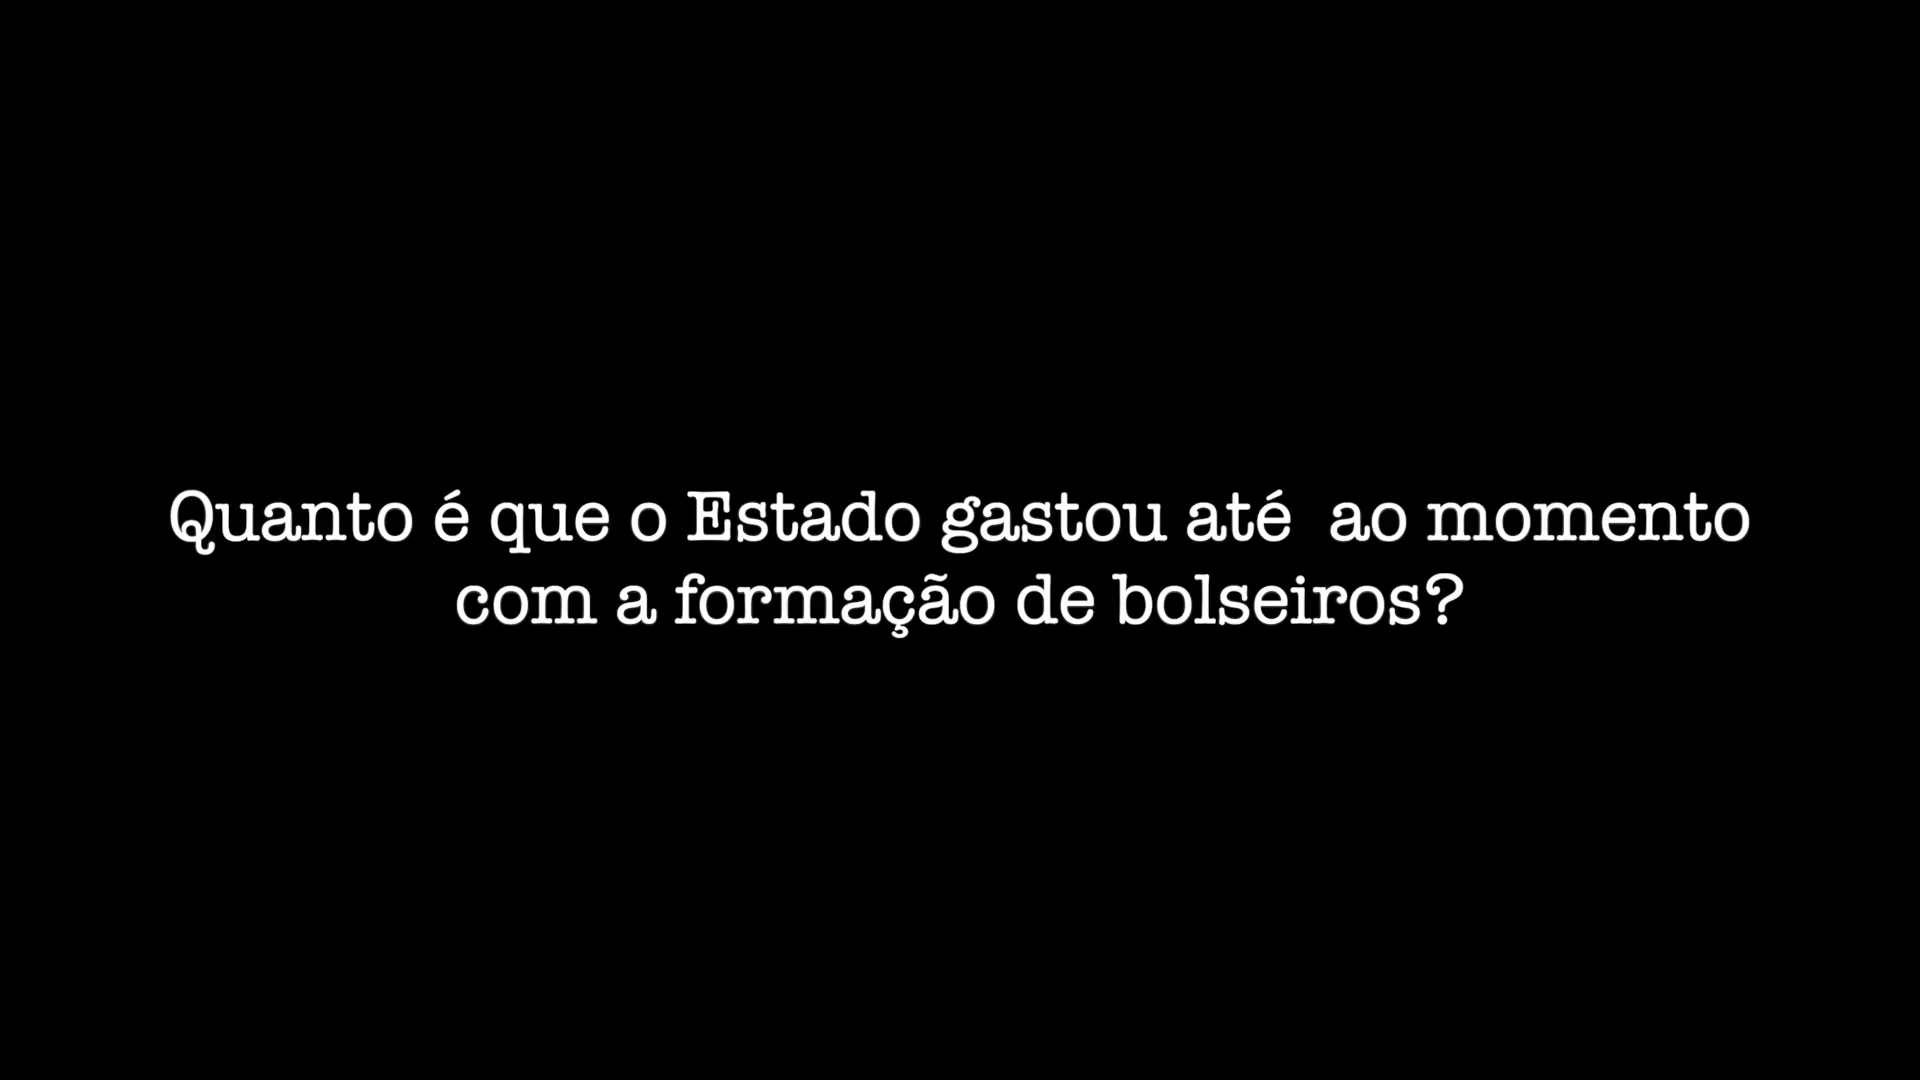 Quanto é que o Estado gastou até  ao momento
com a formação de bolseiros?